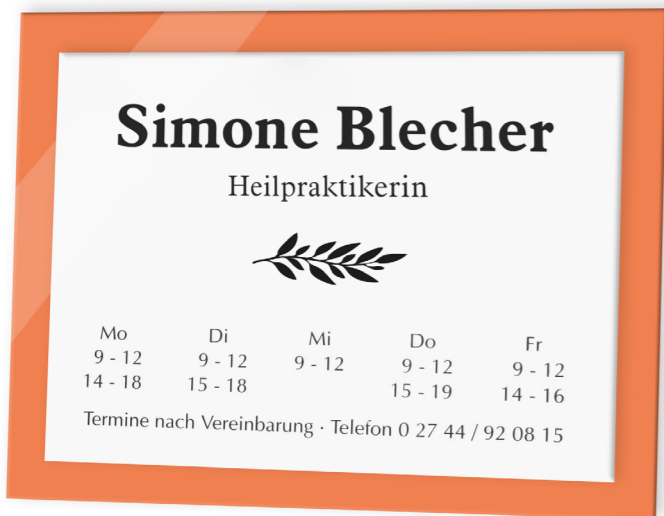 Simone Blecher
Heilpraktikerin
Mo Di Mi Do Fr
9 - 12 9 - 12 9 - 12 9 - 12 9 - 12
14 - 18 15 - 18 15 - 19 14 - 16
Termine nach Vereinbarung · Telefon 0 27 44 / 92 08 15